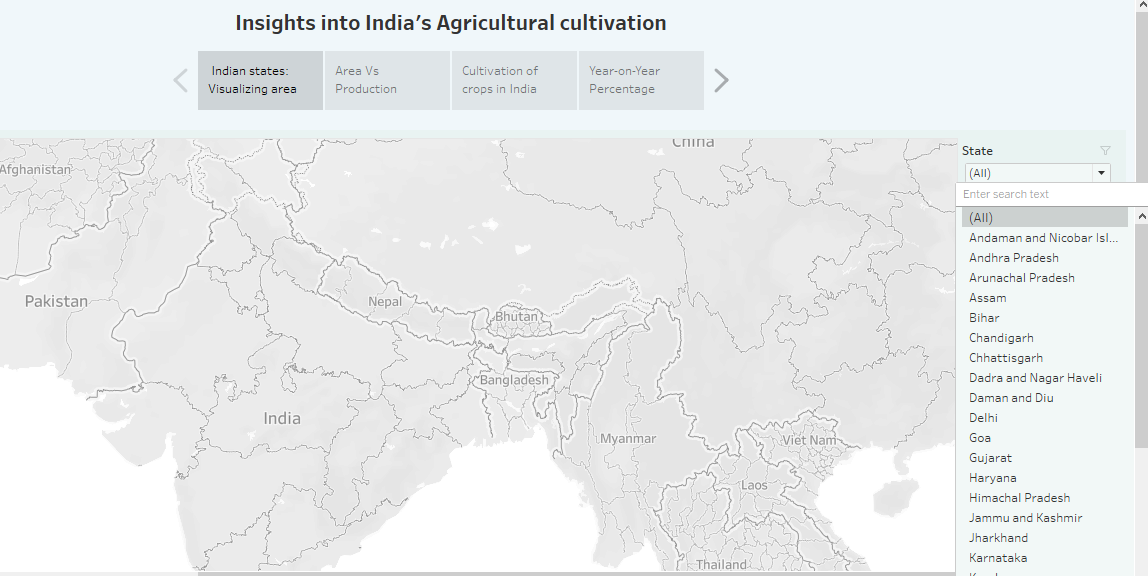 Insights into India's Agricultural cultivation
Indian states:
Visualizing area
Area Vs
Production
Cultivation of
crops in India
Year-on-Year
Percentage
China
Afghanistan
Pakistan
Nepal
Bhutan
Bangladesh
India
Myanmar
Viet Nam
Laos
Thailand
State
(All)
Enter search text
(All)
Andaman and Nicobar Isl...
Andhra Pradesh
Arunachal Pradesh
Assam
Bihar
Chandigarh
Chhattisgarh
Dadra and Nagar Haveli
Daman and Diu
Delhi
Goa
Gujarat
Haryana
Himachal Pradesh
Jammu and Kashmir
Jharkhand
Karnataka